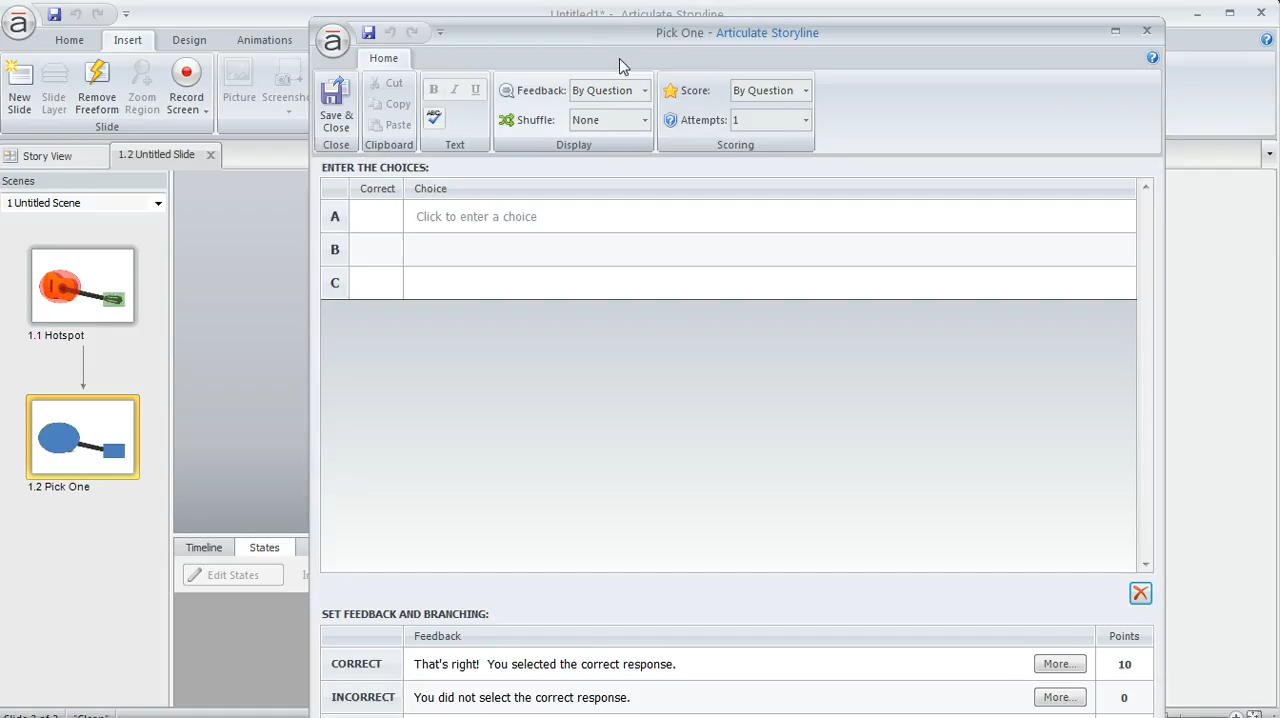 Untitled1* - Articulate Storyline
Home
Insert
Design
Animations
New Slide
Slide Layer
Remove Freeform
Zoom Region
Record Screen
Picture
Slide
Story View
1.2 Untitled Slide
Scenes
1 Untitled Scene
1.1 Hotspot
1.2 Pick One
Timeline
States
Edit States
Pick One - Articulate Storyline
Home
Save & Close
Close
Cut
Copy
Paste
Clipboard
B I U
ABC
Text
Feedback: By Question
Shuffle: None
Display
Score: By Question
Attempts: 1
Scoring
ENTER THE CHOICES:
Correct Choice
A Click to enter a choice
B
C
SET FEEDBACK AND BRANCHING:
Feedback Points
CORRECT That's right! You selected the correct response. More... 10
INCORRECT You did not select the correct response. More... 0